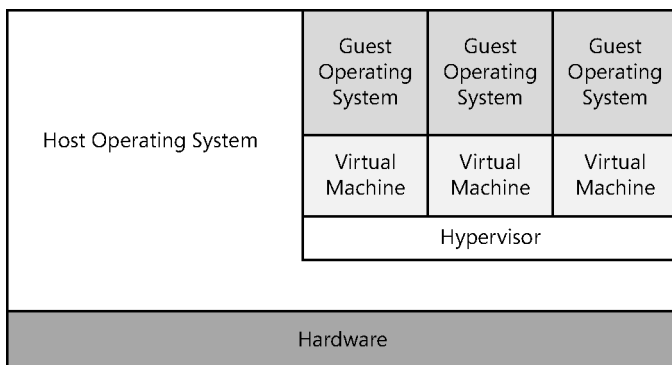 Host Operating System
Guest
Operating
System
Guest
Operating
System
Guest
Operating
System
Virtual
Machine
Virtual
Machine
Virtual
Machine
Hypervisor
Hardware